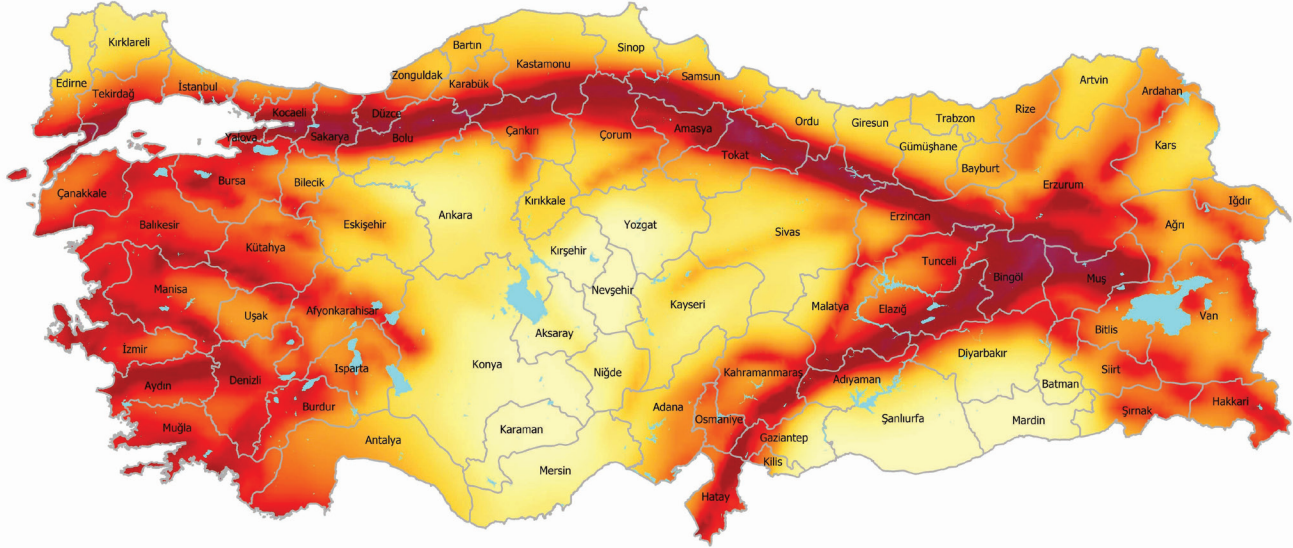 Kırklareli
Edirne
Tekirdağ
İstanbul
Kocaeli
Yalova
Sakarya
Düzce
Bolu
Zonguldak
Bartın
Karabük
Kastamonu
Sinop
Samsun
Çankırı
Çorum
Amasya
Tokat
Ordu
Giresun
Trabzon
Gümüşhane
Bayburt
Rize
Artvin
Ardahan
Kars
Iğdır
Ağrı
Erzurum
Erzincan
Çanakkale
Bursa
Bilecik
Balıkesir
Kütahya
Eskişehir
Ankara
Kırıkkale
Yozgat
Sivas
Kırşehir
Nevşehir
Kayseri
Tunceli
Bingöl
Muş
Manisa
Uşak
Afyonkarahisar
Aksaray
Malatya
Elazığ
Bitlis
Van
İzmir
Aydın
Denizli
Isparta
Konya
Niğde
Kahramanmaraş
Adıyaman
Diyarbakır
Batman
Siirt
Burdur
Muğla
Antalya
Karaman
Mersin
Adana
Osmaniye
Gaziantep
Kilis
Şanlıurfa
Mardin
Şırnak
Hakkari
Hatay